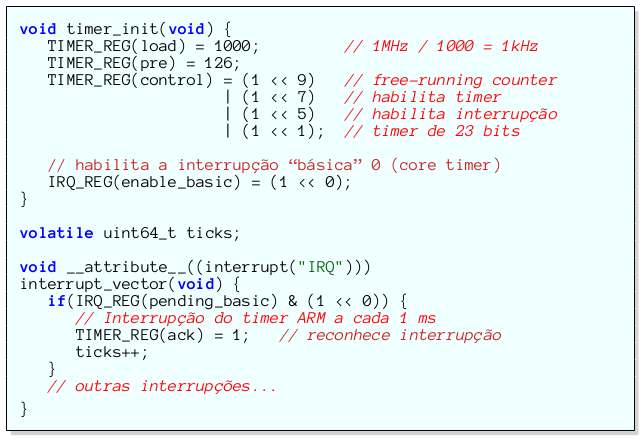 void timer_init(void) {
   TIMER_REG(load) = 1000;         // 1MHz / 1000 = 1kHz
   TIMER_REG(pre) = 126;
   TIMER_REG(control) = (1 << 9)   // free-running counter
                      | (1 << 7)   // habilita timer
                      | (1 << 5)   // habilita interrupção
                      | (1 << 1);  // timer de 23 bits
   // habilita a interrupção “básica” 0 (core timer)
   IRQ_REG(enable_basic) = (1 << 0);
}
volatile uint64_t ticks;
void __attribute__((interrupt("IRQ")))
interrupt_vector(void) {
   if(IRQ_REG(pending_basic) & (1 << 0)) {
      // Interrupção do timer ARM a cada 1 ms
      TIMER_REG(ack) = 1;   // reconhece interrupção
      ticks++;
   }
   // outras interrupções...
}